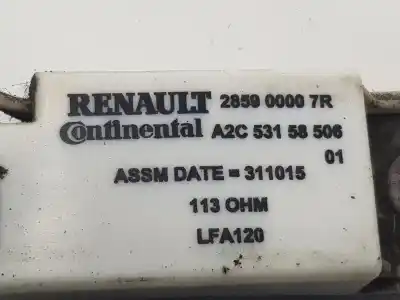 RENAULT 2859 0000 7R
Continental A2C 531 58 506
01
ASSM DATE = 311015
113 OHM
LFA120